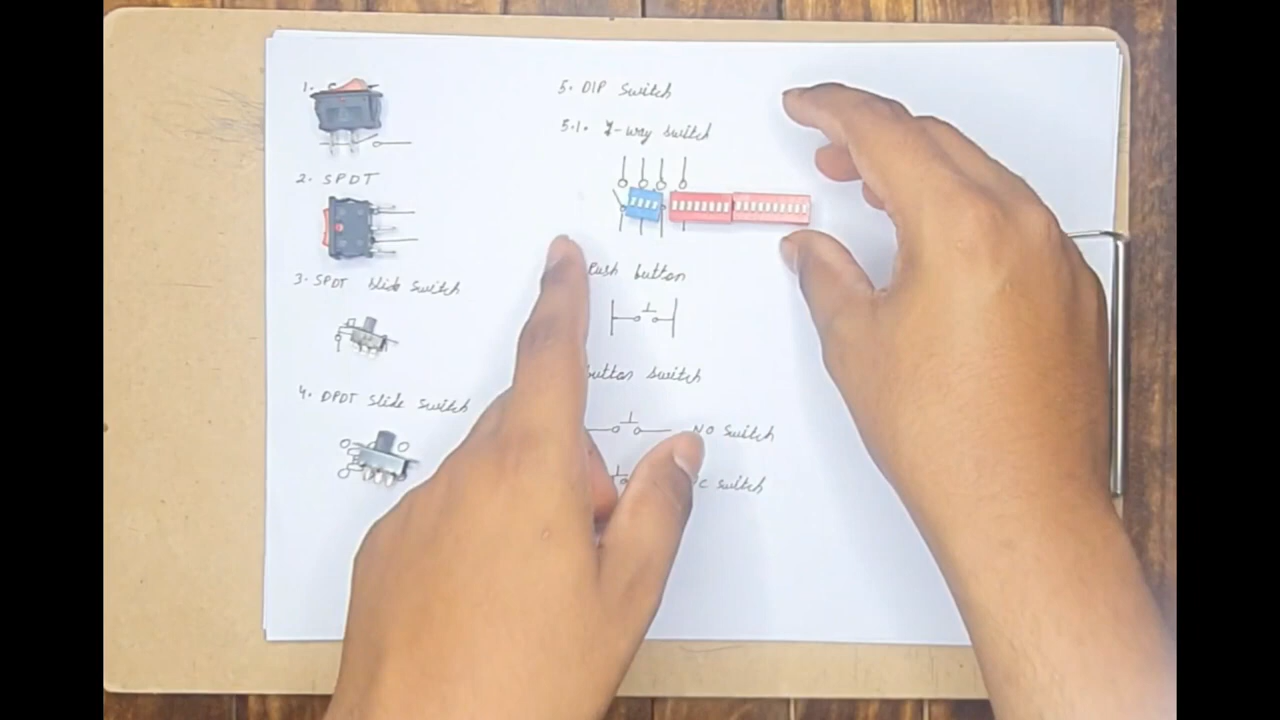 1.
2. SPDT
3. SPDT slide switch
4. DPDT slide switch
5. DIP switch
5.1. 7-way switch
Push button
button switch
NO switch
C switch